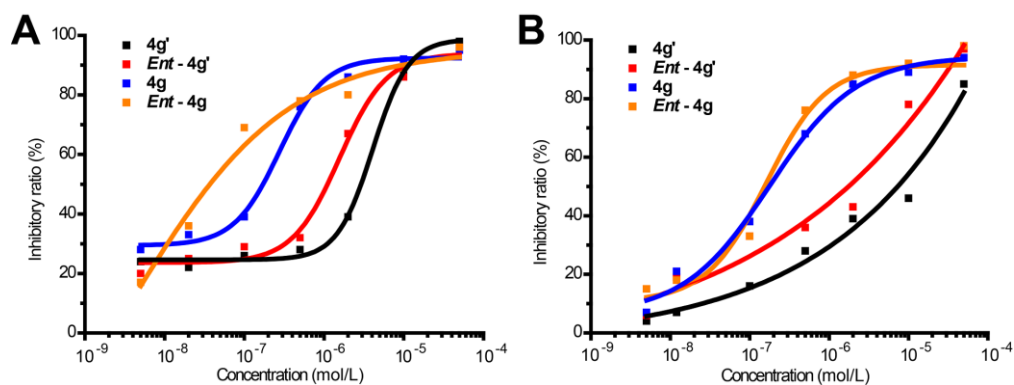 A
4g'
Ent - 4g'
4g
Ent - 4g
Inhibitory ratio (%)
100
80
60
40
20
0
10⁻⁹ 10⁻⁸ 10⁻⁷ 10⁻⁶ 10⁻⁵ 10⁻⁴
Concentration (mol/L)
B
4g'
Ent - 4g'
4g
Ent - 4g
Inhibitory ratio (%)
100
80
60
40
20
0
10⁻⁹ 10⁻⁸ 10⁻⁷ 10⁻⁶ 10⁻⁵ 10⁻⁴
Concentration (mol/L)